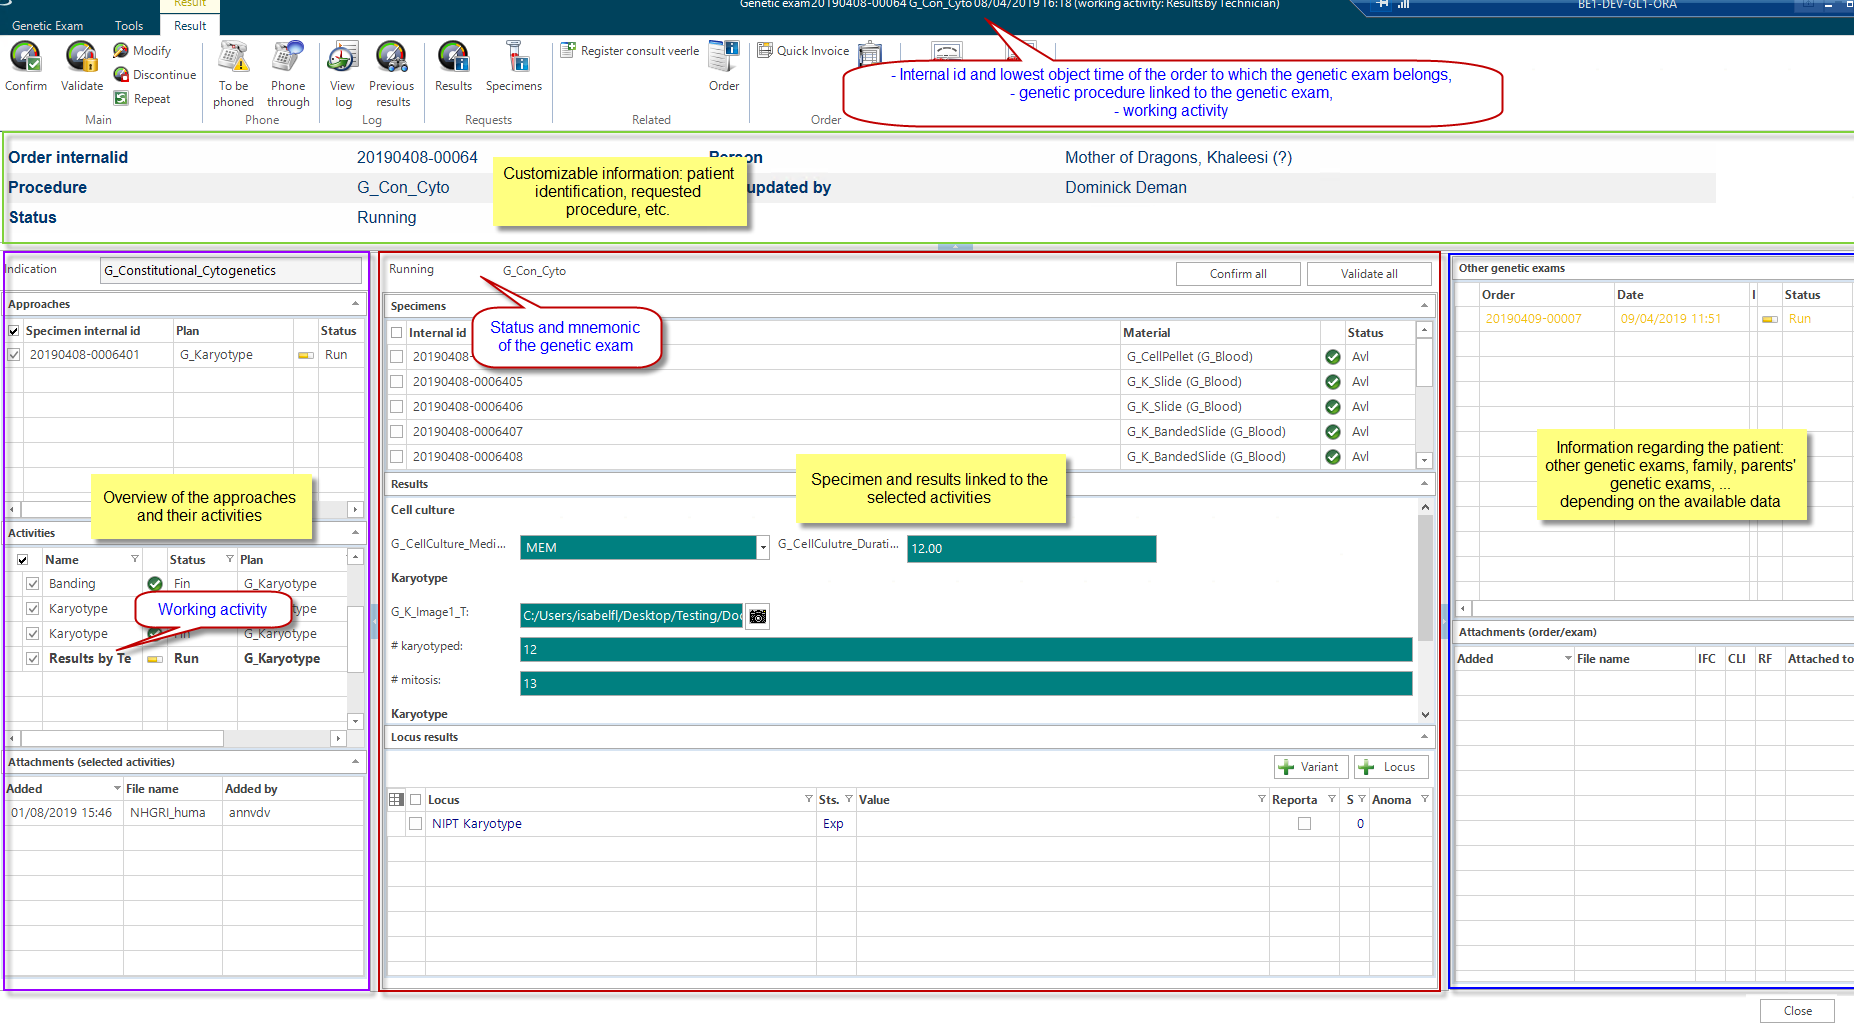 Result
Genetic exam20190408-00064 G_Con_Cyto 08/04/2019 16:18 (working activity: Results by Technician)
BE1-DEV-GL1-ORA
Genetic Exam Tools Result
Confirm
Validate
Modify
Discontinue
Repeat
Main
To be phoned
Phone through
Phone
View log
Previous results
Log
Results
Specimens
Requests
Register consult veerle
Order
Related
Quick Invoice
Order
- Internal id and lowest object time of the order to which the genetic exam belongs,
- genetic procedure linked to the genetic exam,
- working activity
Order internalid 20190408-00064 Person Mother of Dragons, Khaleesi (?)
Procedure G_Con_Cyto updated by Dominick Deman
Status Running
Customizable information: patient
identification, requested
procedure, etc.
Indication G_Constitutional_Cytogenetics
Approaches
Specimen internal id Plan Status
20190408-0006401 G_Karyotype Run
Overview of the approaches
and their activities
Activities
Name Status Plan
Banding Fin G_Karyotype
Karyotype type
Karyotype Fin G_Karyotype
Results by Te Run G_Karyotype
Working activity
Attachments (selected activities)
Added File name Added by
01/08/2019 15:46 NHGRI_huma annvdv
Running G_Con_Cyto Confirm all Validate all
Status and mnemonic
of the genetic exam
Specimens
Internal id Material Status
20190408- G_CellPellet (G_Blood) Avl
20190408-0006405 G_K_Slide (G_Blood) Avl
20190408-0006406 G_K_Slide (G_Blood) Avl
20190408-0006407 G_K_BandedSlide (G_Blood) Avl
20190408-0006408 G_K_BandedSlide (G_Blood) Avl
Specimen and results linked to the
selected activities
Results
Cell culture
G_CellCulture_Medi... MEM G_CellCulutre_Durati... 12.00
Karyotype
G_K_Image1_T: C:/Users/isabelfl/Desktop/Testing/Doc
# karyotyped: 12
# mitosis: 13
Karyotype
Locus results
Variant Locus
Locus Sts. Value Reporta S Anoma
NIPT Karyotype Exp 0
Other genetic exams
Order Date I Status
20190409-00007 09/04/2019 11:51 Run
Information regarding the patient:
other genetic exams, family, parents'
genetic exams, ...
depending on the available data
Attachments (order/exam)
Added File name IFC CLI RF Attached to
Close